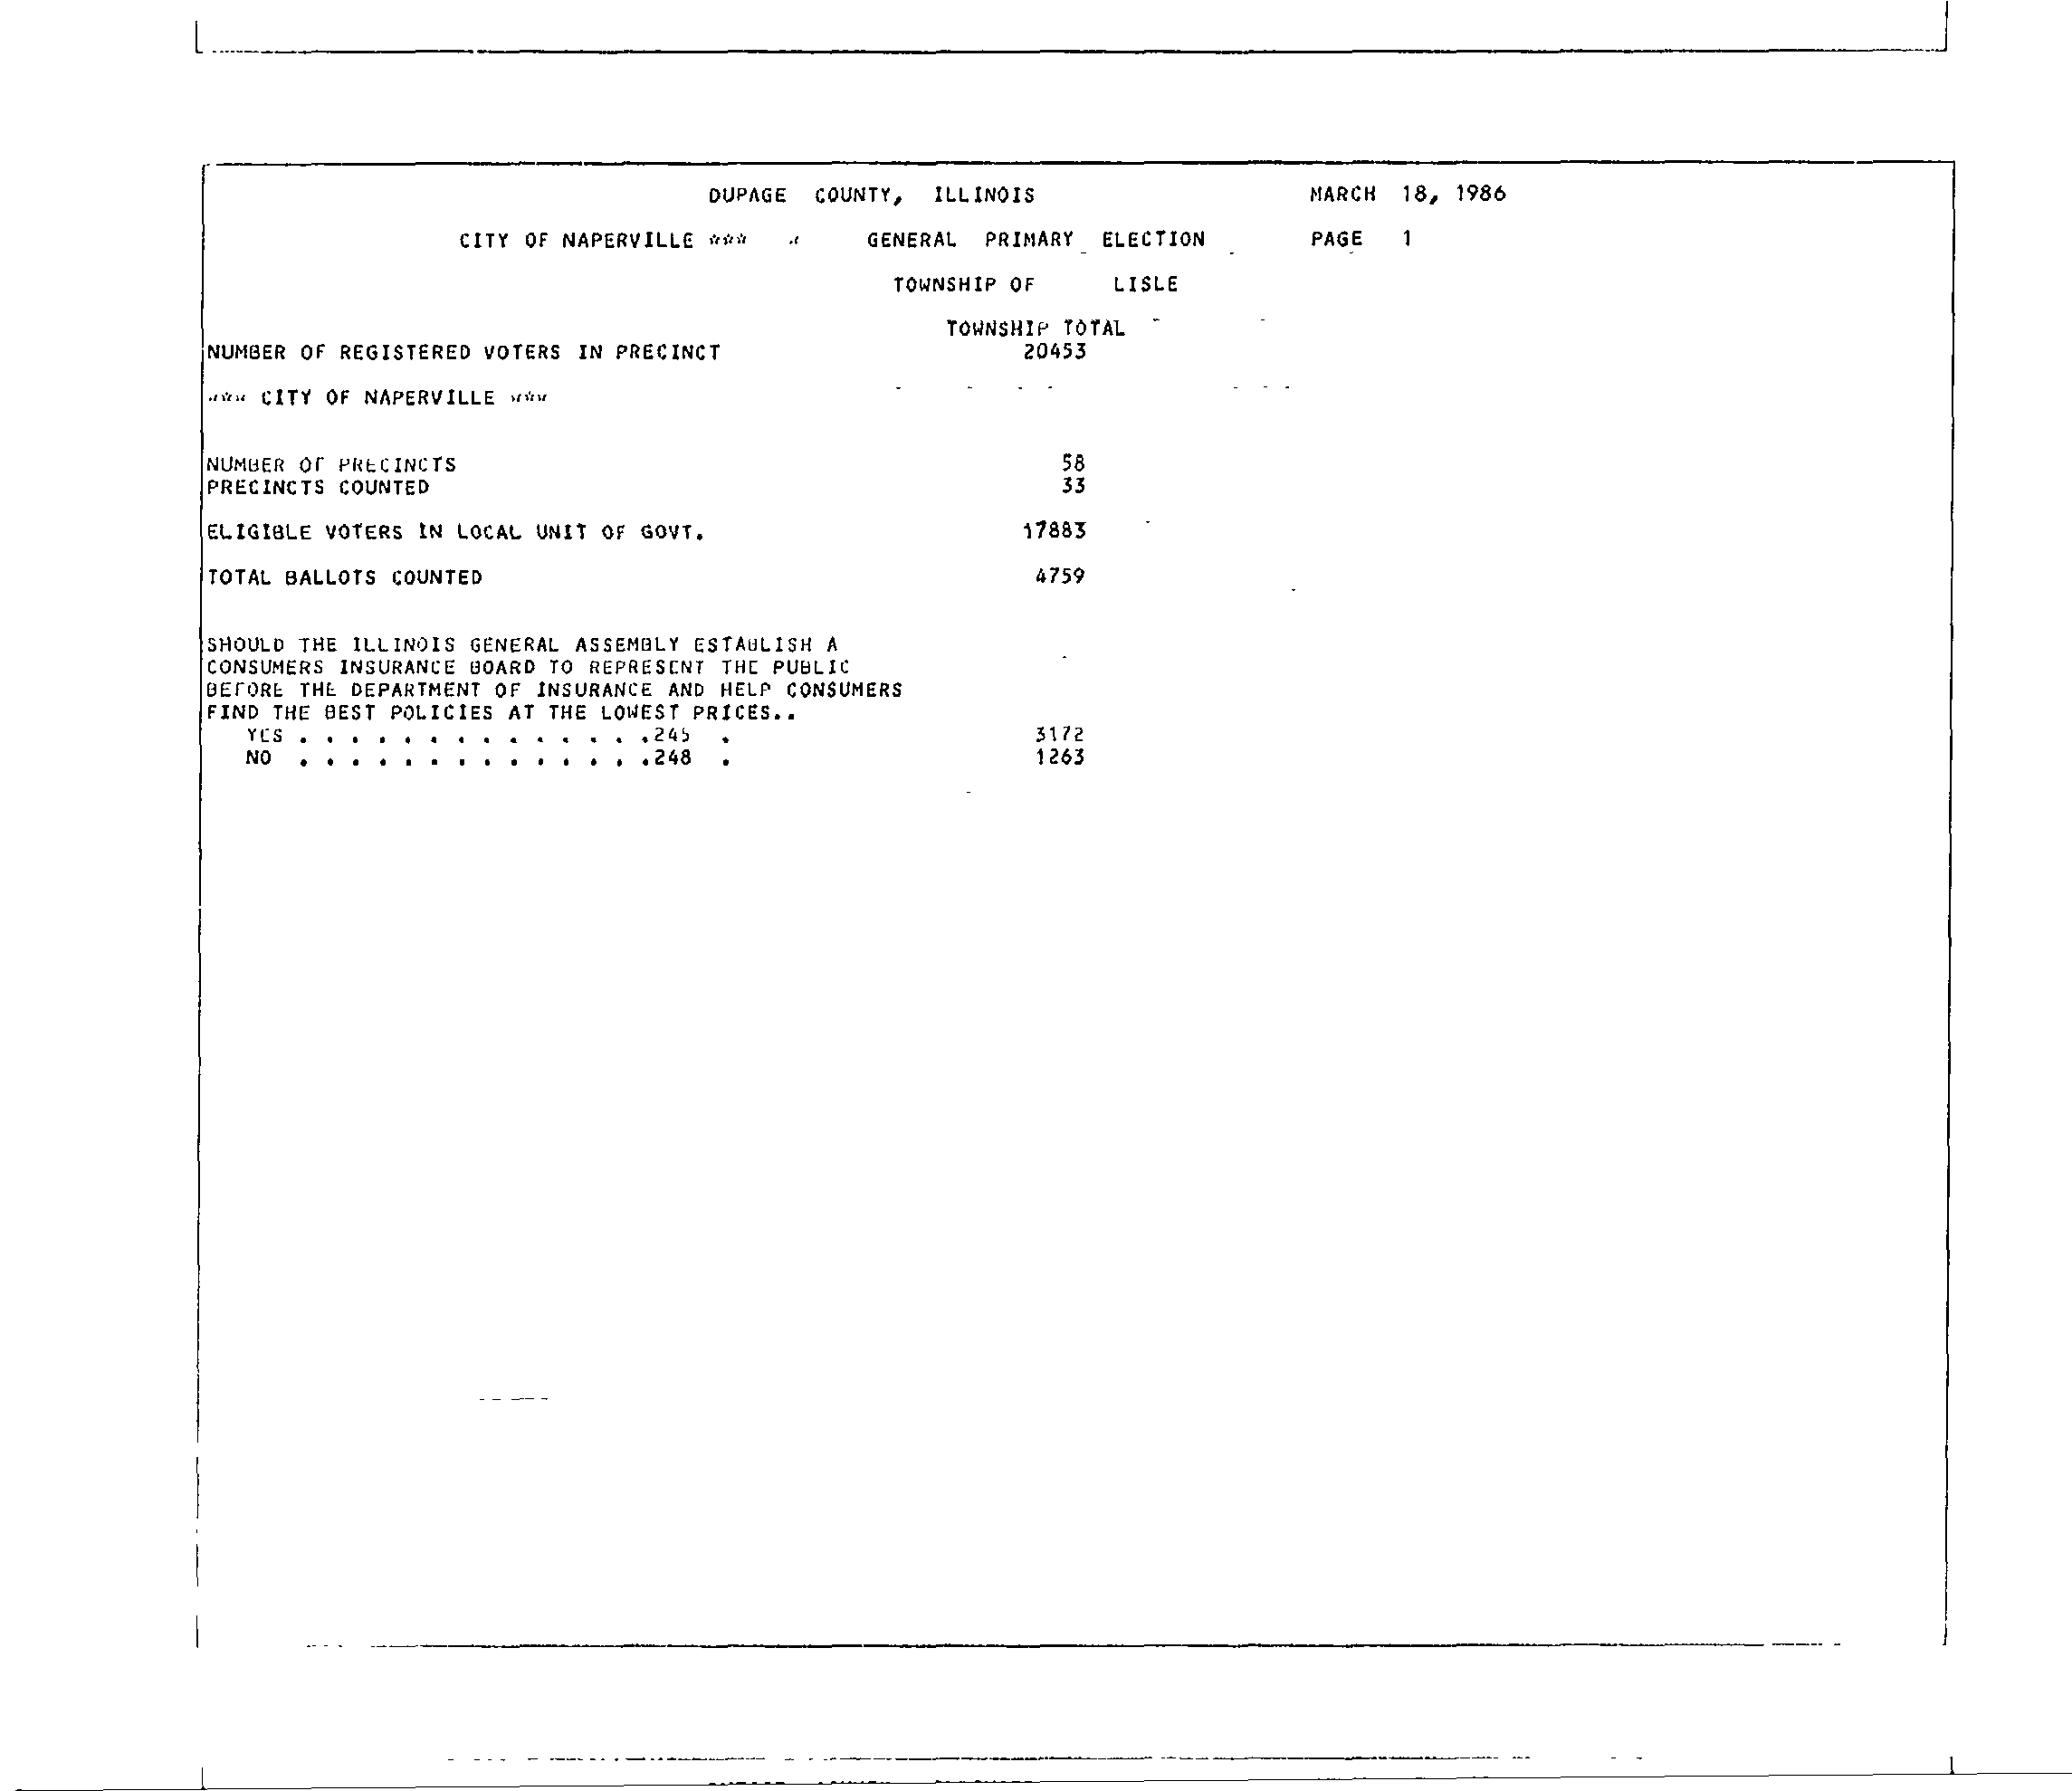 DUPAGE COUNTY, ILLINOIS MARCH 18, 1986
CITY OF NAPERVILLE *** * GENERAL PRIMARY ELECTION PAGE 1
TOWNSHIP OF LISLE
TOWNSHIP TOTAL
NUMBER OF REGISTERED VOTERS IN PRECINCT 20453
*** CITY OF NAPERVILLE ***
NUMBER OF PRECINCTS 58
PRECINCTS COUNTED 33
ELIGIBLE VOTERS IN LOCAL UNIT OF GOVT. 17883
TOTAL BALLOTS COUNTED 4759
SHOULD THE ILLINOIS GENERAL ASSEMBLY ESTABLISH A
CONSUMERS INSURANCE BOARD TO REPRESENT THE PUBLIC
BEFORE THE DEPARTMENT OF INSURANCE AND HELP CONSUMERS
FIND THE BEST POLICIES AT THE LOWEST PRICES..
YES . . . . . . . . . . . . . .245 . 3172
NO . . . . . . . . . . . . . .248 . 1263